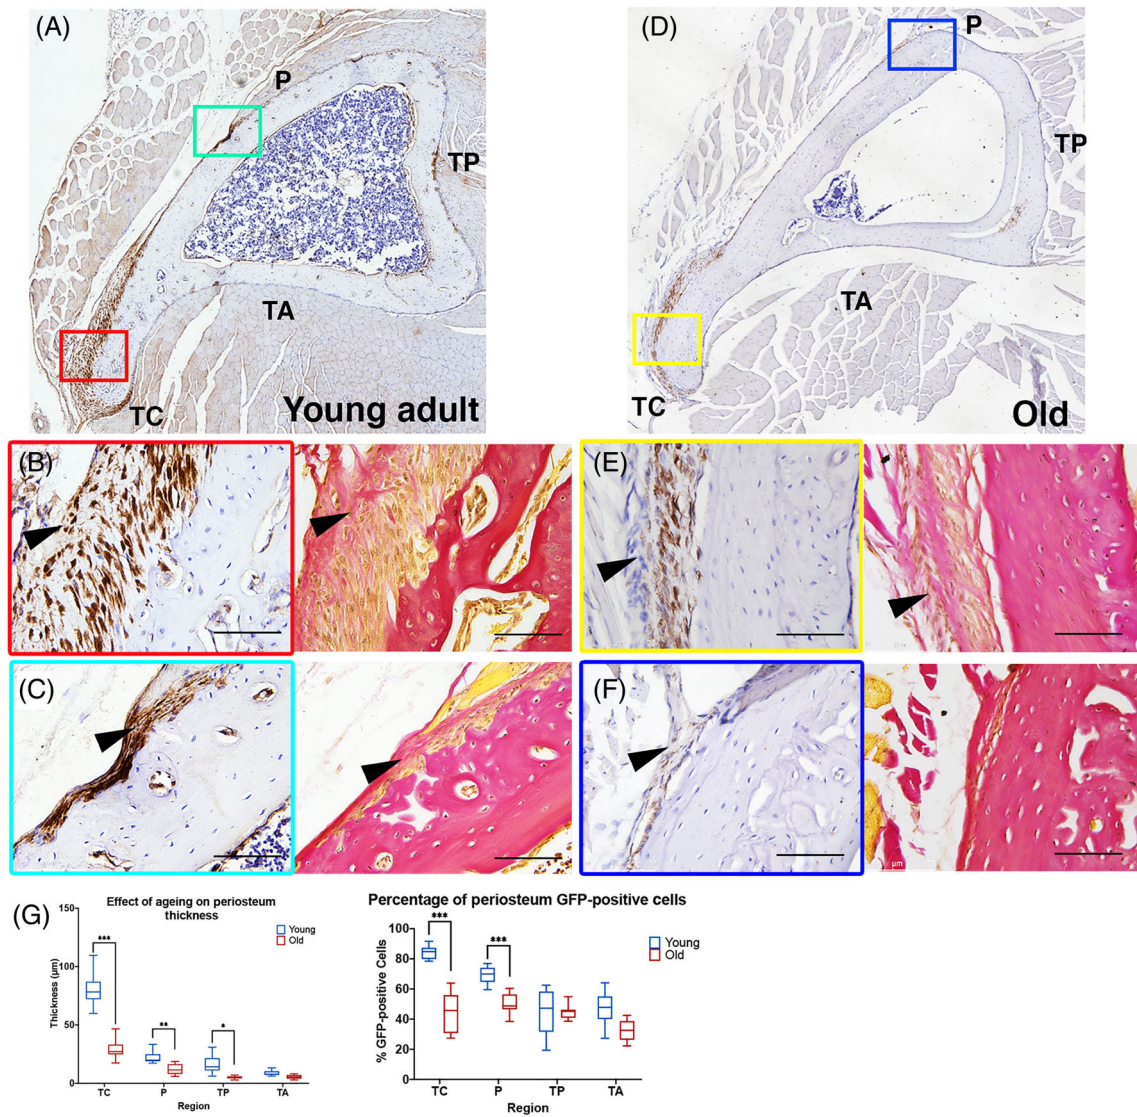 (A)
P
TP
TA
TC
Young adult
(D)
P
TP
TA
TC
Old
(B)
(E)
(C)
(F)
µm
(G)
Effect of ageing on periosteum
thickness
Thickness (µm)
150
100
50
0
***
**
*
Young
Old
TC P TP TA
Region
Percentage of periosteum GFP-positive cells
% GFP-positive Cells
100
80
60
40
20
0
***
***
Young
Old
TC P TP TA
Region